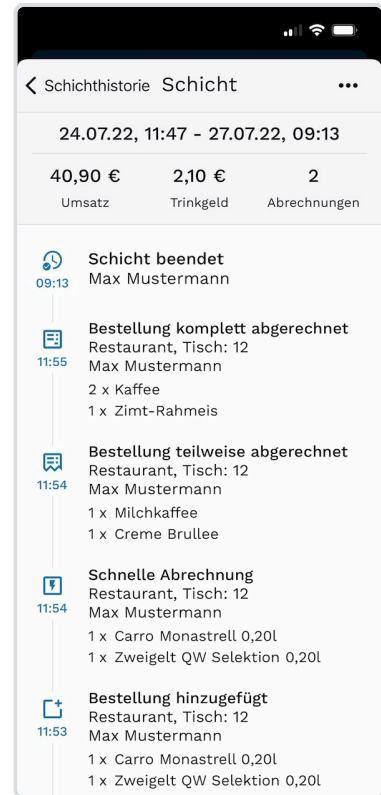 Schichthistorie Schicht
24.07.22, 11:47 - 27.07.22, 09:13
40,90 € 2,10 € 2
Umsatz Trinkgeld Abrechnungen
Schicht beendet
09:13 Max Mustermann
Bestellung komplett abgerechnet
Restaurant, Tisch: 12
11:55 Max Mustermann
2 x Kaffee
1 x Zimt-Rahmeis
Bestellung teilweise abgerechnet
Restaurant, Tisch: 12
11:54 Max Mustermann
1 x Milchkaffee
1 x Creme Brullee
Schnelle Abrechnung
Restaurant, Tisch: 12
11:54 Max Mustermann
1 x Carro Monastrell 0,20l
1 x Zweigelt QW Selektion 0,20l
Bestellung hinzugefügt
Restaurant, Tisch: 12
11:53 Max Mustermann
1 x Carro Monastrell 0,20l
1 x Zweigelt QW Selektion 0,20l